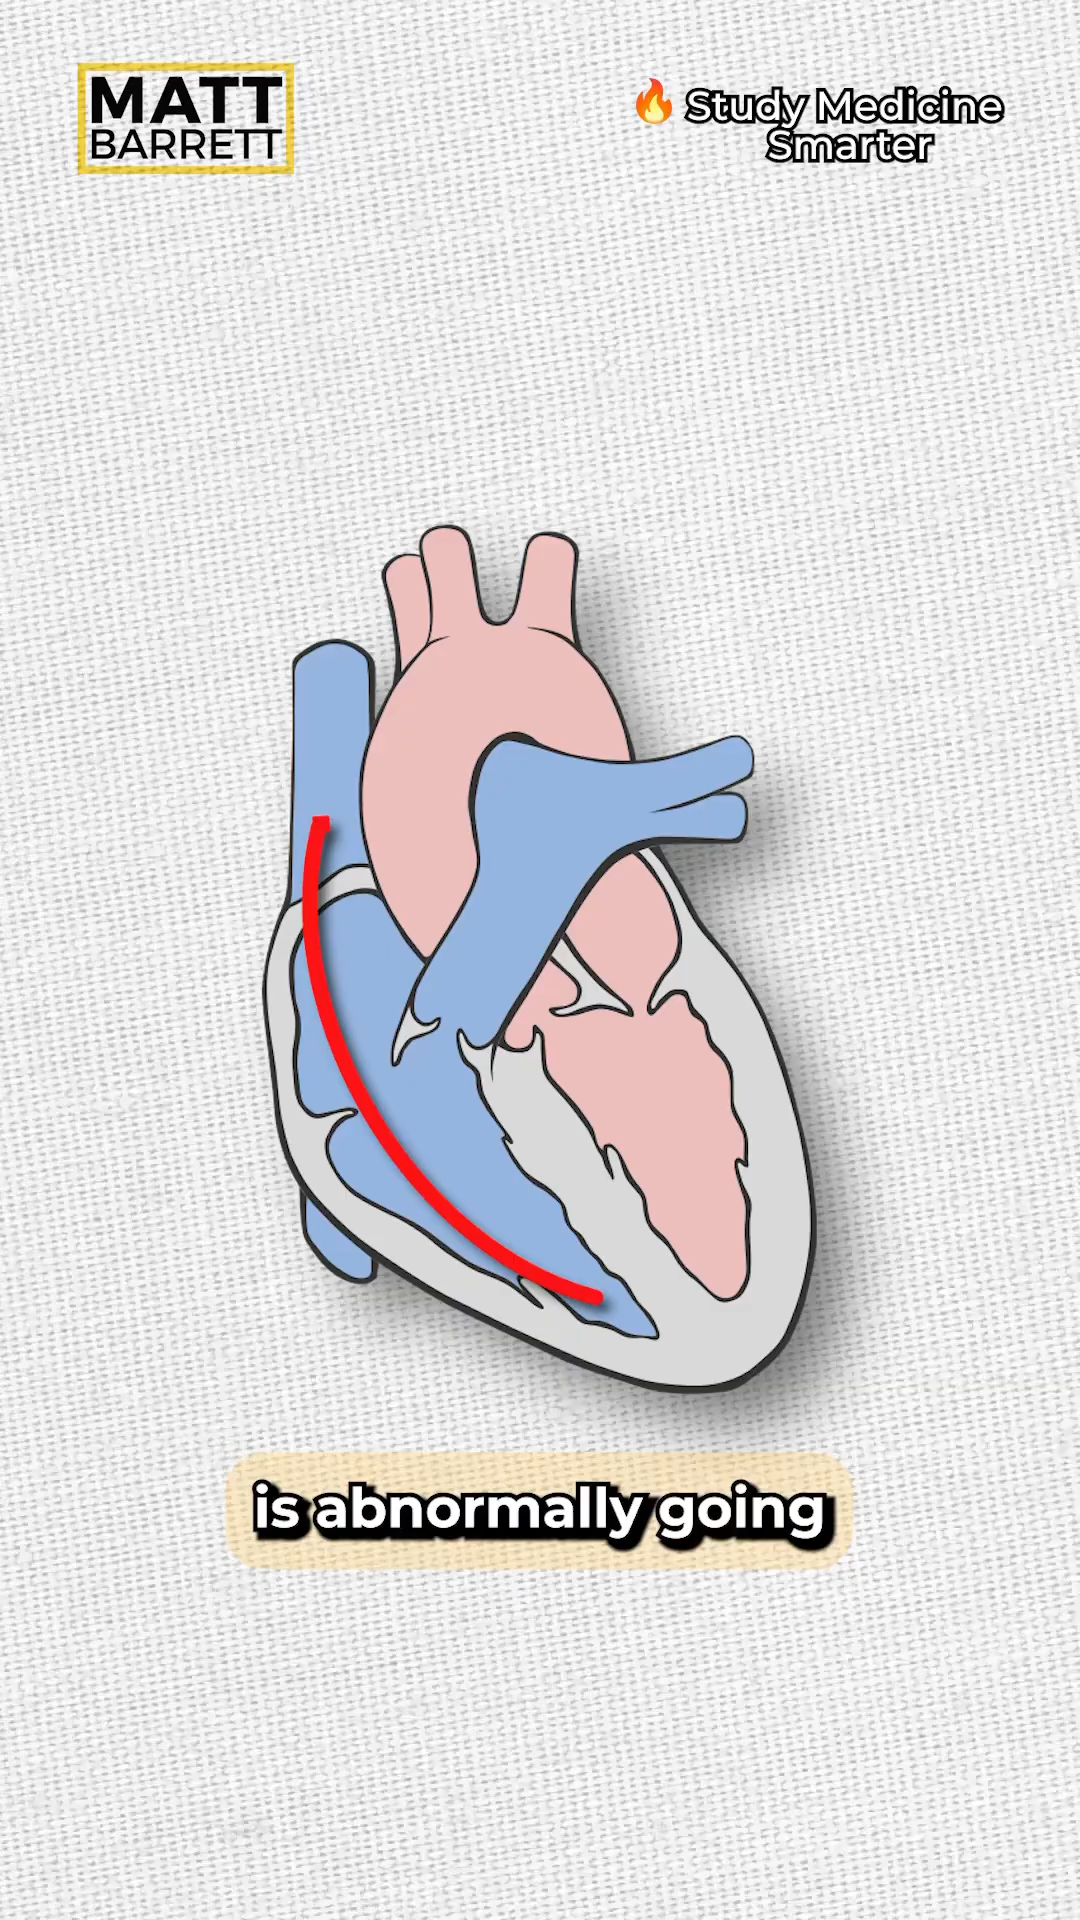 MATT
BARRETT
🔥 Study Medicine
Smarter
is abnormally going